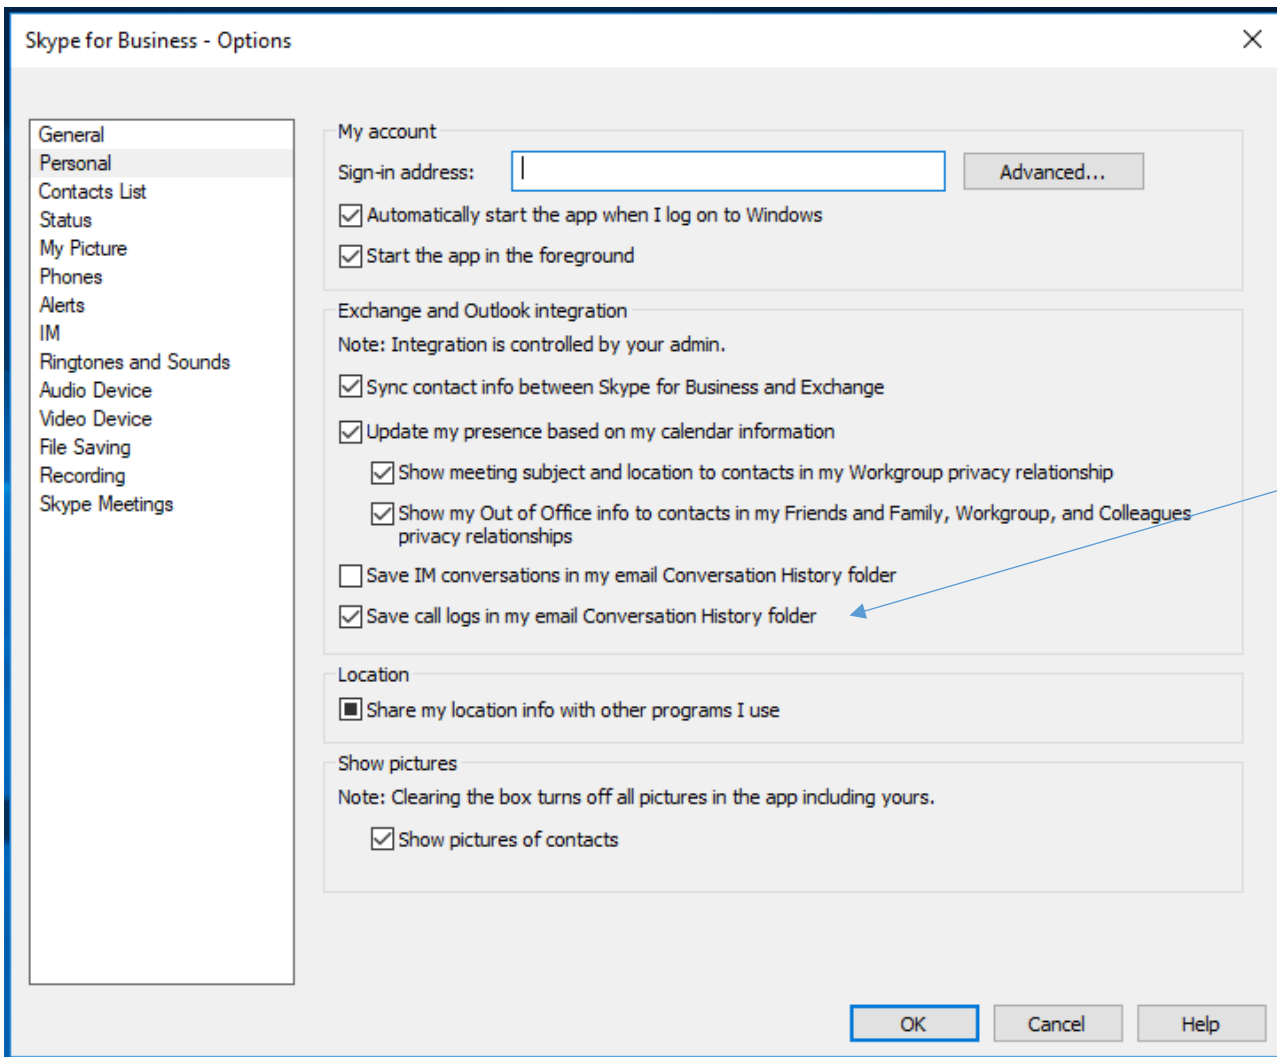 Skype for Business - Options
General
Personal
Contacts List
Status
My Picture
Phones
Alerts
IM
Ringtones and Sounds
Audio Device
Video Device
File Saving
Recording
Skype Meetings
My account
Sign-in address:
Advanced...
Automatically start the app when I log on to Windows
Start the app in the foreground
Exchange and Outlook integration
Note: Integration is controlled by your admin.
Sync contact info between Skype for Business and Exchange
Update my presence based on my calendar information
Show meeting subject and location to contacts in my Workgroup privacy relationship
Show my Out of Office info to contacts in my Friends and Family, Workgroup, and Colleagues
privacy relationships
Save IM conversations in my email Conversation History folder
Save call logs in my email Conversation History folder
Location
Share my location info with other programs I use
Show pictures
Note: Clearing the box turns off all pictures in the app including yours.
Show pictures of contacts
OK
Cancel
Help